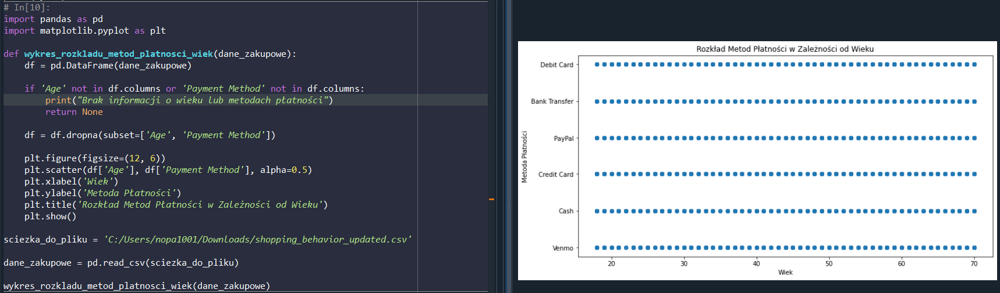 # In[10]:
import pandas as pd
import matplotlib.pyplot as plt
def wykres_rozkladu_metod_platnosci_wiek(dane_zakupowe):
df = pd.DataFrame(dane_zakupowe)
if 'Age' not in df.columns or 'Payment Method' not in df.columns:
print("Brak informacji o wieku lub metodach płatności")
return None
df = df.dropna(subset=['Age', 'Payment Method'])
plt.figure(figsize=(12, 6))
plt.scatter(df['Age'], df['Payment Method'], alpha=0.5)
plt.xlabel('Wiek')
plt.ylabel('Metoda Płatności')
plt.title('Rozkład Metod Płatności w Zależności od Wieku')
plt.show()
sciezka_do_pliku = 'C:/Users/nopa1001/Downloads/shopping_behavior_updated.csv'
dane_zakupowe = pd.read_csv(sciezka_do_pliku)
wykres_rozkladu_metod_platnosci_wiek(dane_zakupowe)
Rozkład Metod Płatności w Zależności od Wieku
Metoda Płatności
Debit Card
Bank Transfer
PayPal
Credit Card
Cash
Venmo
20 30 40 50 60 70
Wiek